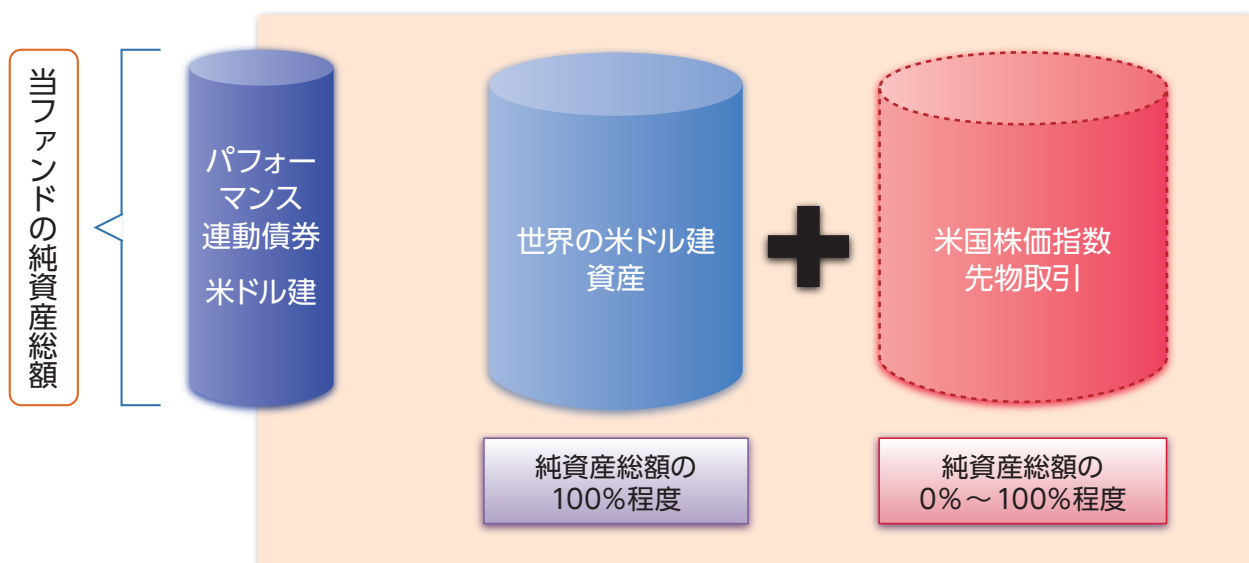 当ファンドの純資産総額
パフォー
マンス
連動債券
米ドル建
世界の米ドル建
資産
米国株価指数
先物取引
純資産総額の
100%程度
純資産総額の
0%～100%程度